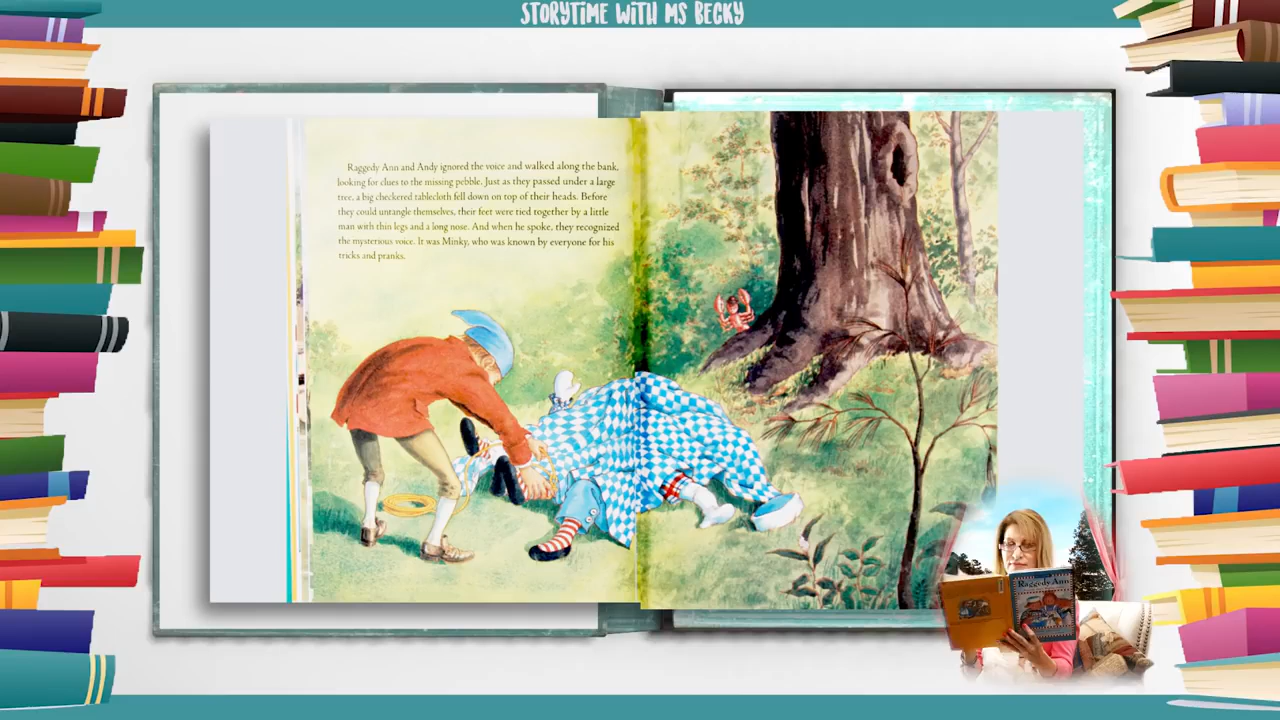 STORYTIME WITH MS BECKY
Raggedy Ann and Andy ignored the voice and walked along the bank,
looking for clues to the missing pebble. Just as they passed under a large
tree, a big checkered tablecloth fell down on top of their heads. Before
they could untangle themselves, their feet were tied together by a little
man with thin legs and a long nose. And when he spoke, they recognized
the mysterious voice. It was Minky, who was known by everyone for his
tricks and pranks.
Raggedy Ann